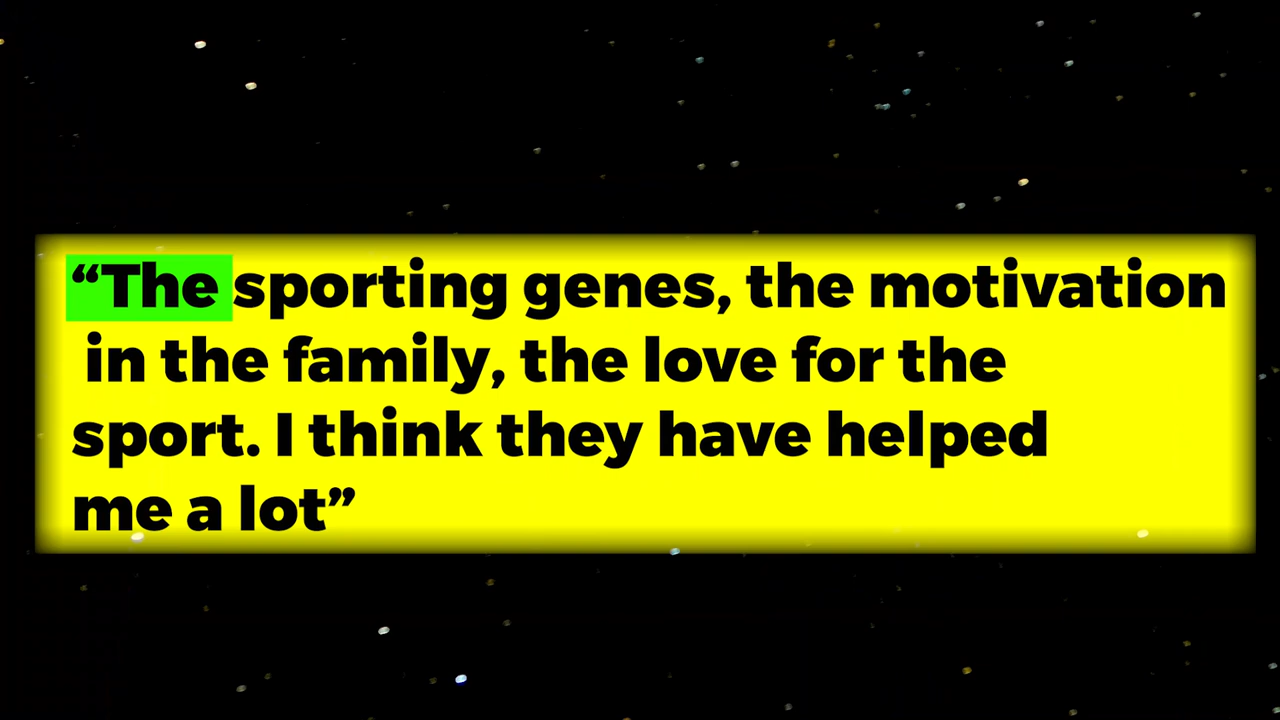 “The sporting genes, the motivation
in the family, the love for the
sport. I think they have helped
me a lot”